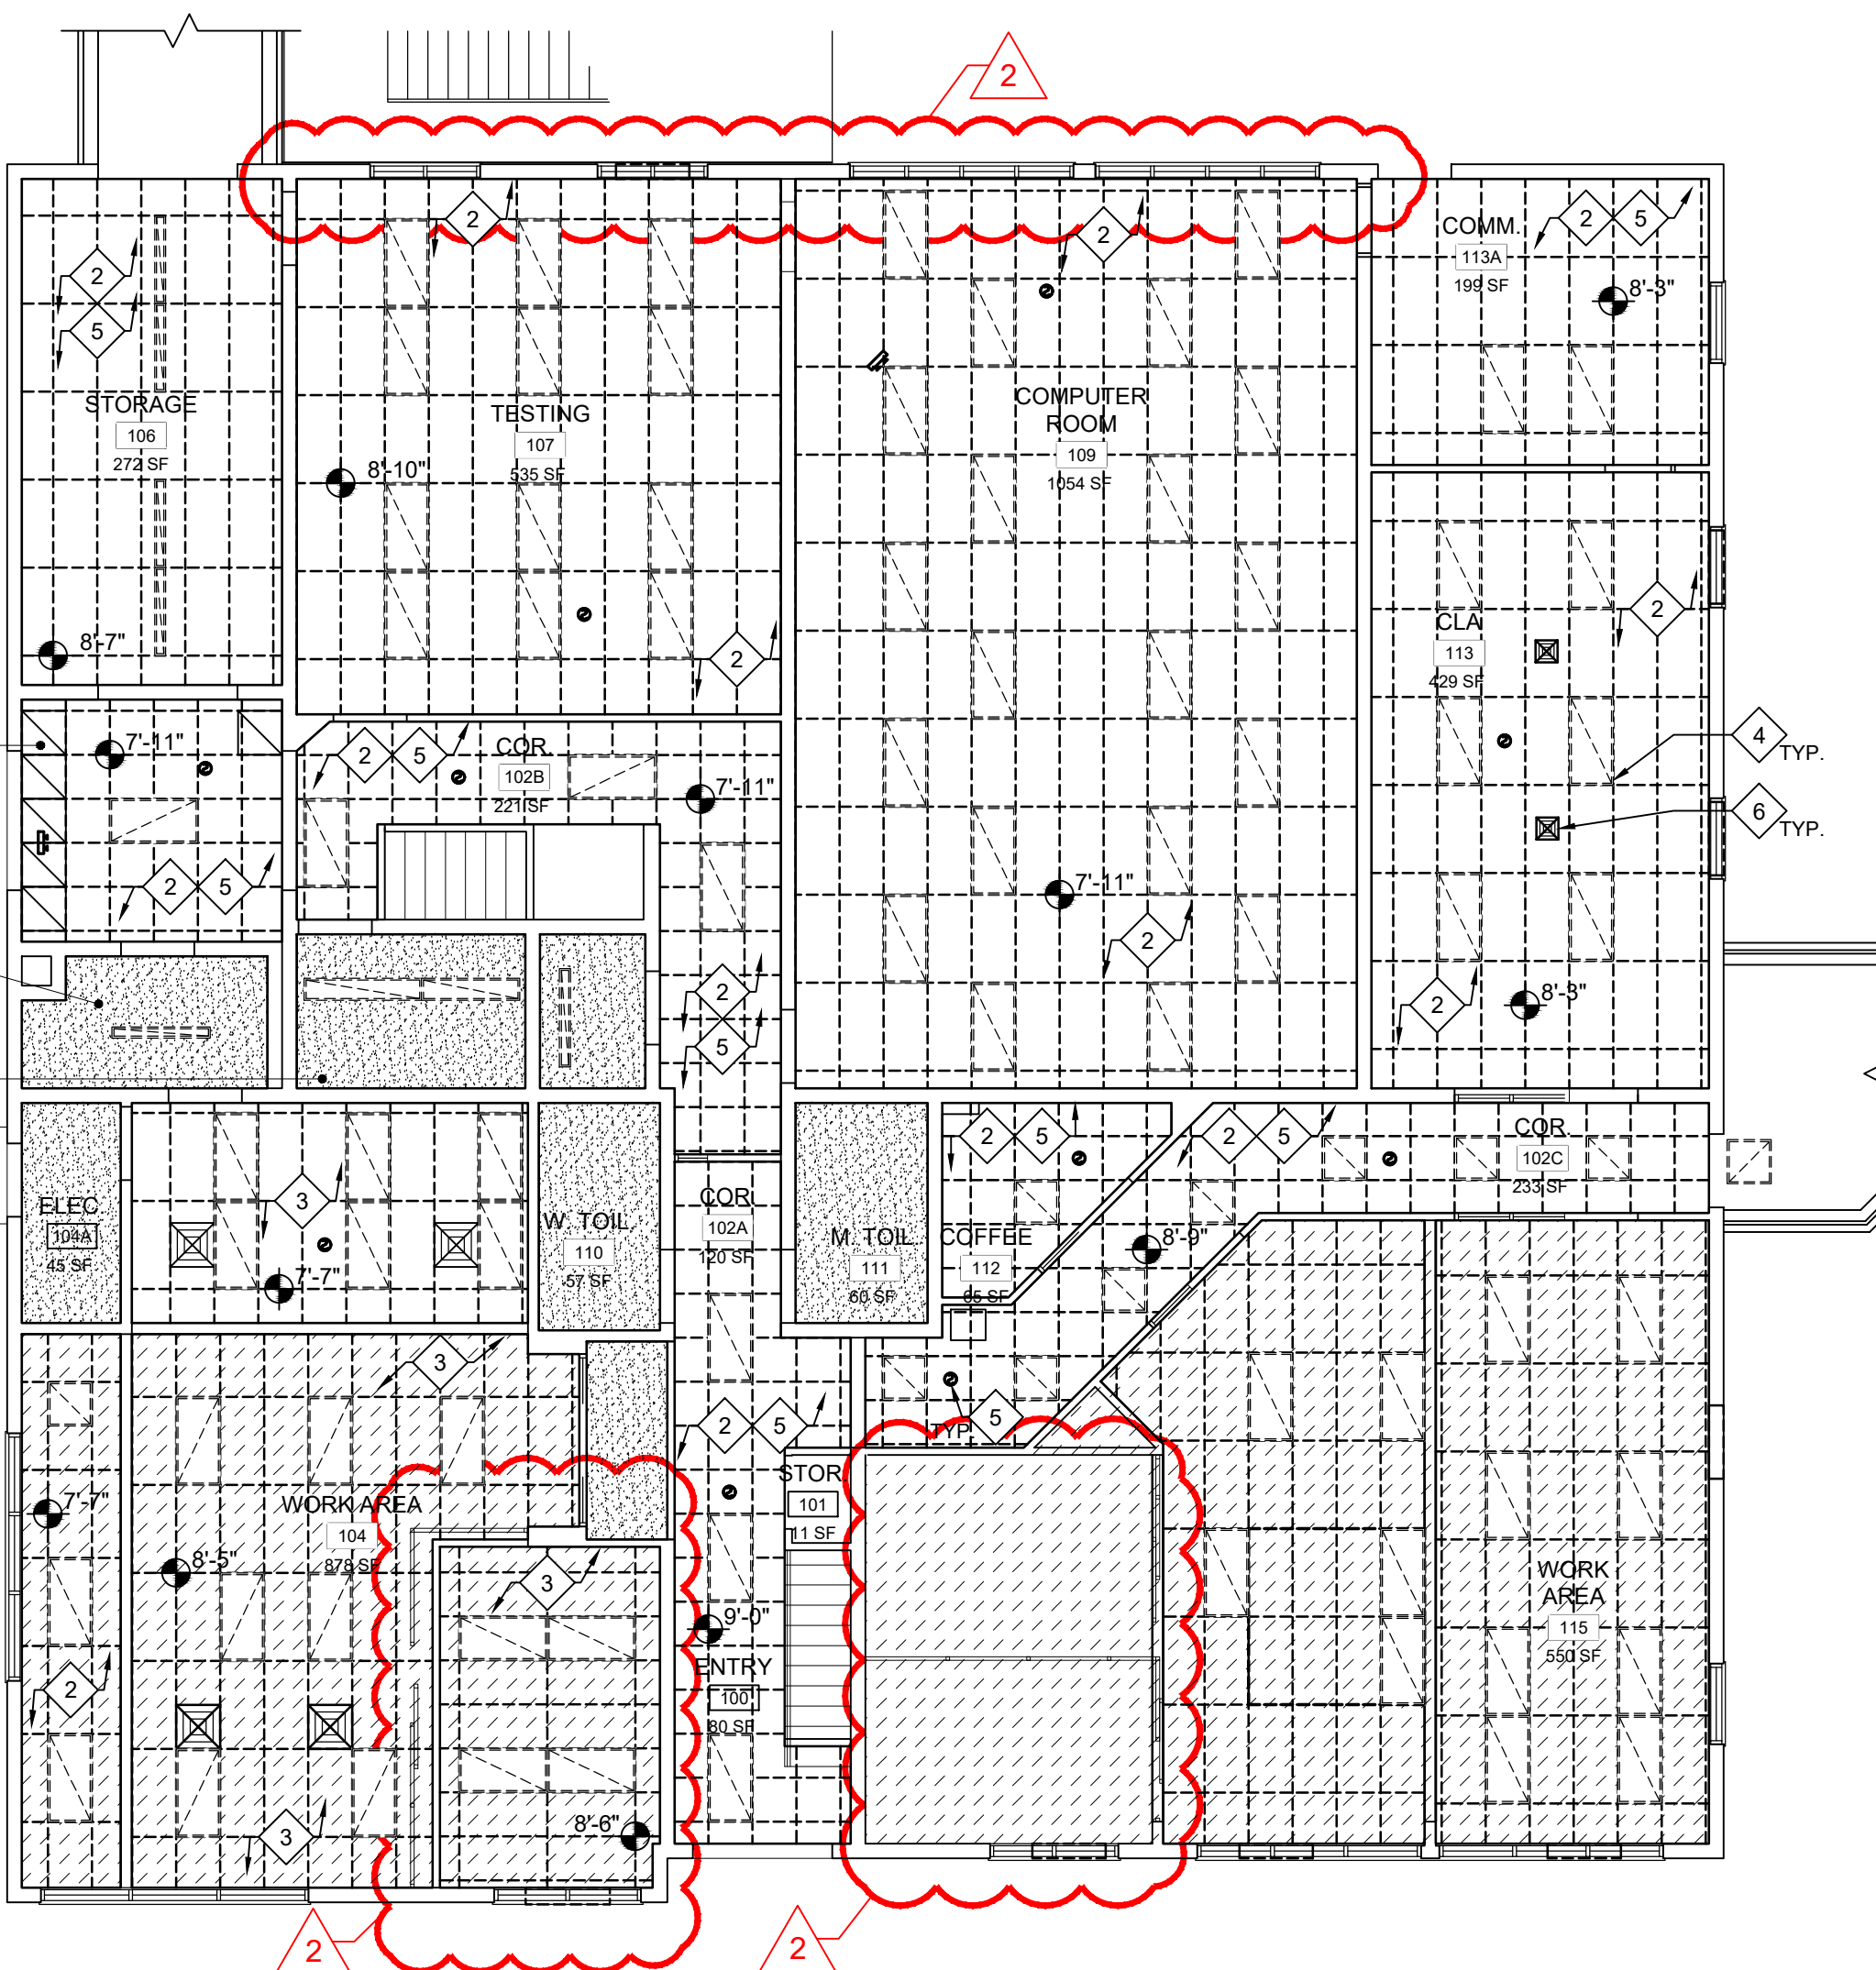 2
2
2
5
COMM.
113A
199 SF
8'-3"
2
2
5
STORAGE
106
272 SF
8'-7"
TESTING
107
535 SF
8'-10"
2
COMPUTER
ROOM
109
1054 SF
2
CLA
113
429 SF
4
TYP.
6
TYP.
7'-11"
2
5
2
5
COR.
102B
221 SF
7'-11"
7'-11"
2
2
5
2
8'-3"
2
5
2
5
COR.
102C
233 SF
ELEC
104A
45 SF
3
7'-7"
W. TOIL.
110
57 SF
COR.
102A
120 SF
M. TOIL.
111
60 SF
COFFEE
112
65 SF
8'-9"
3
2
5
5
TYP
7'-7"
WORK AREA
104
878 SF
8'-5"
STOR.
101
11 SF
3
9'-0"
ENTRY
100
80 SF
WORK
AREA
115
550 SF
2
3
8'-6"
2
2